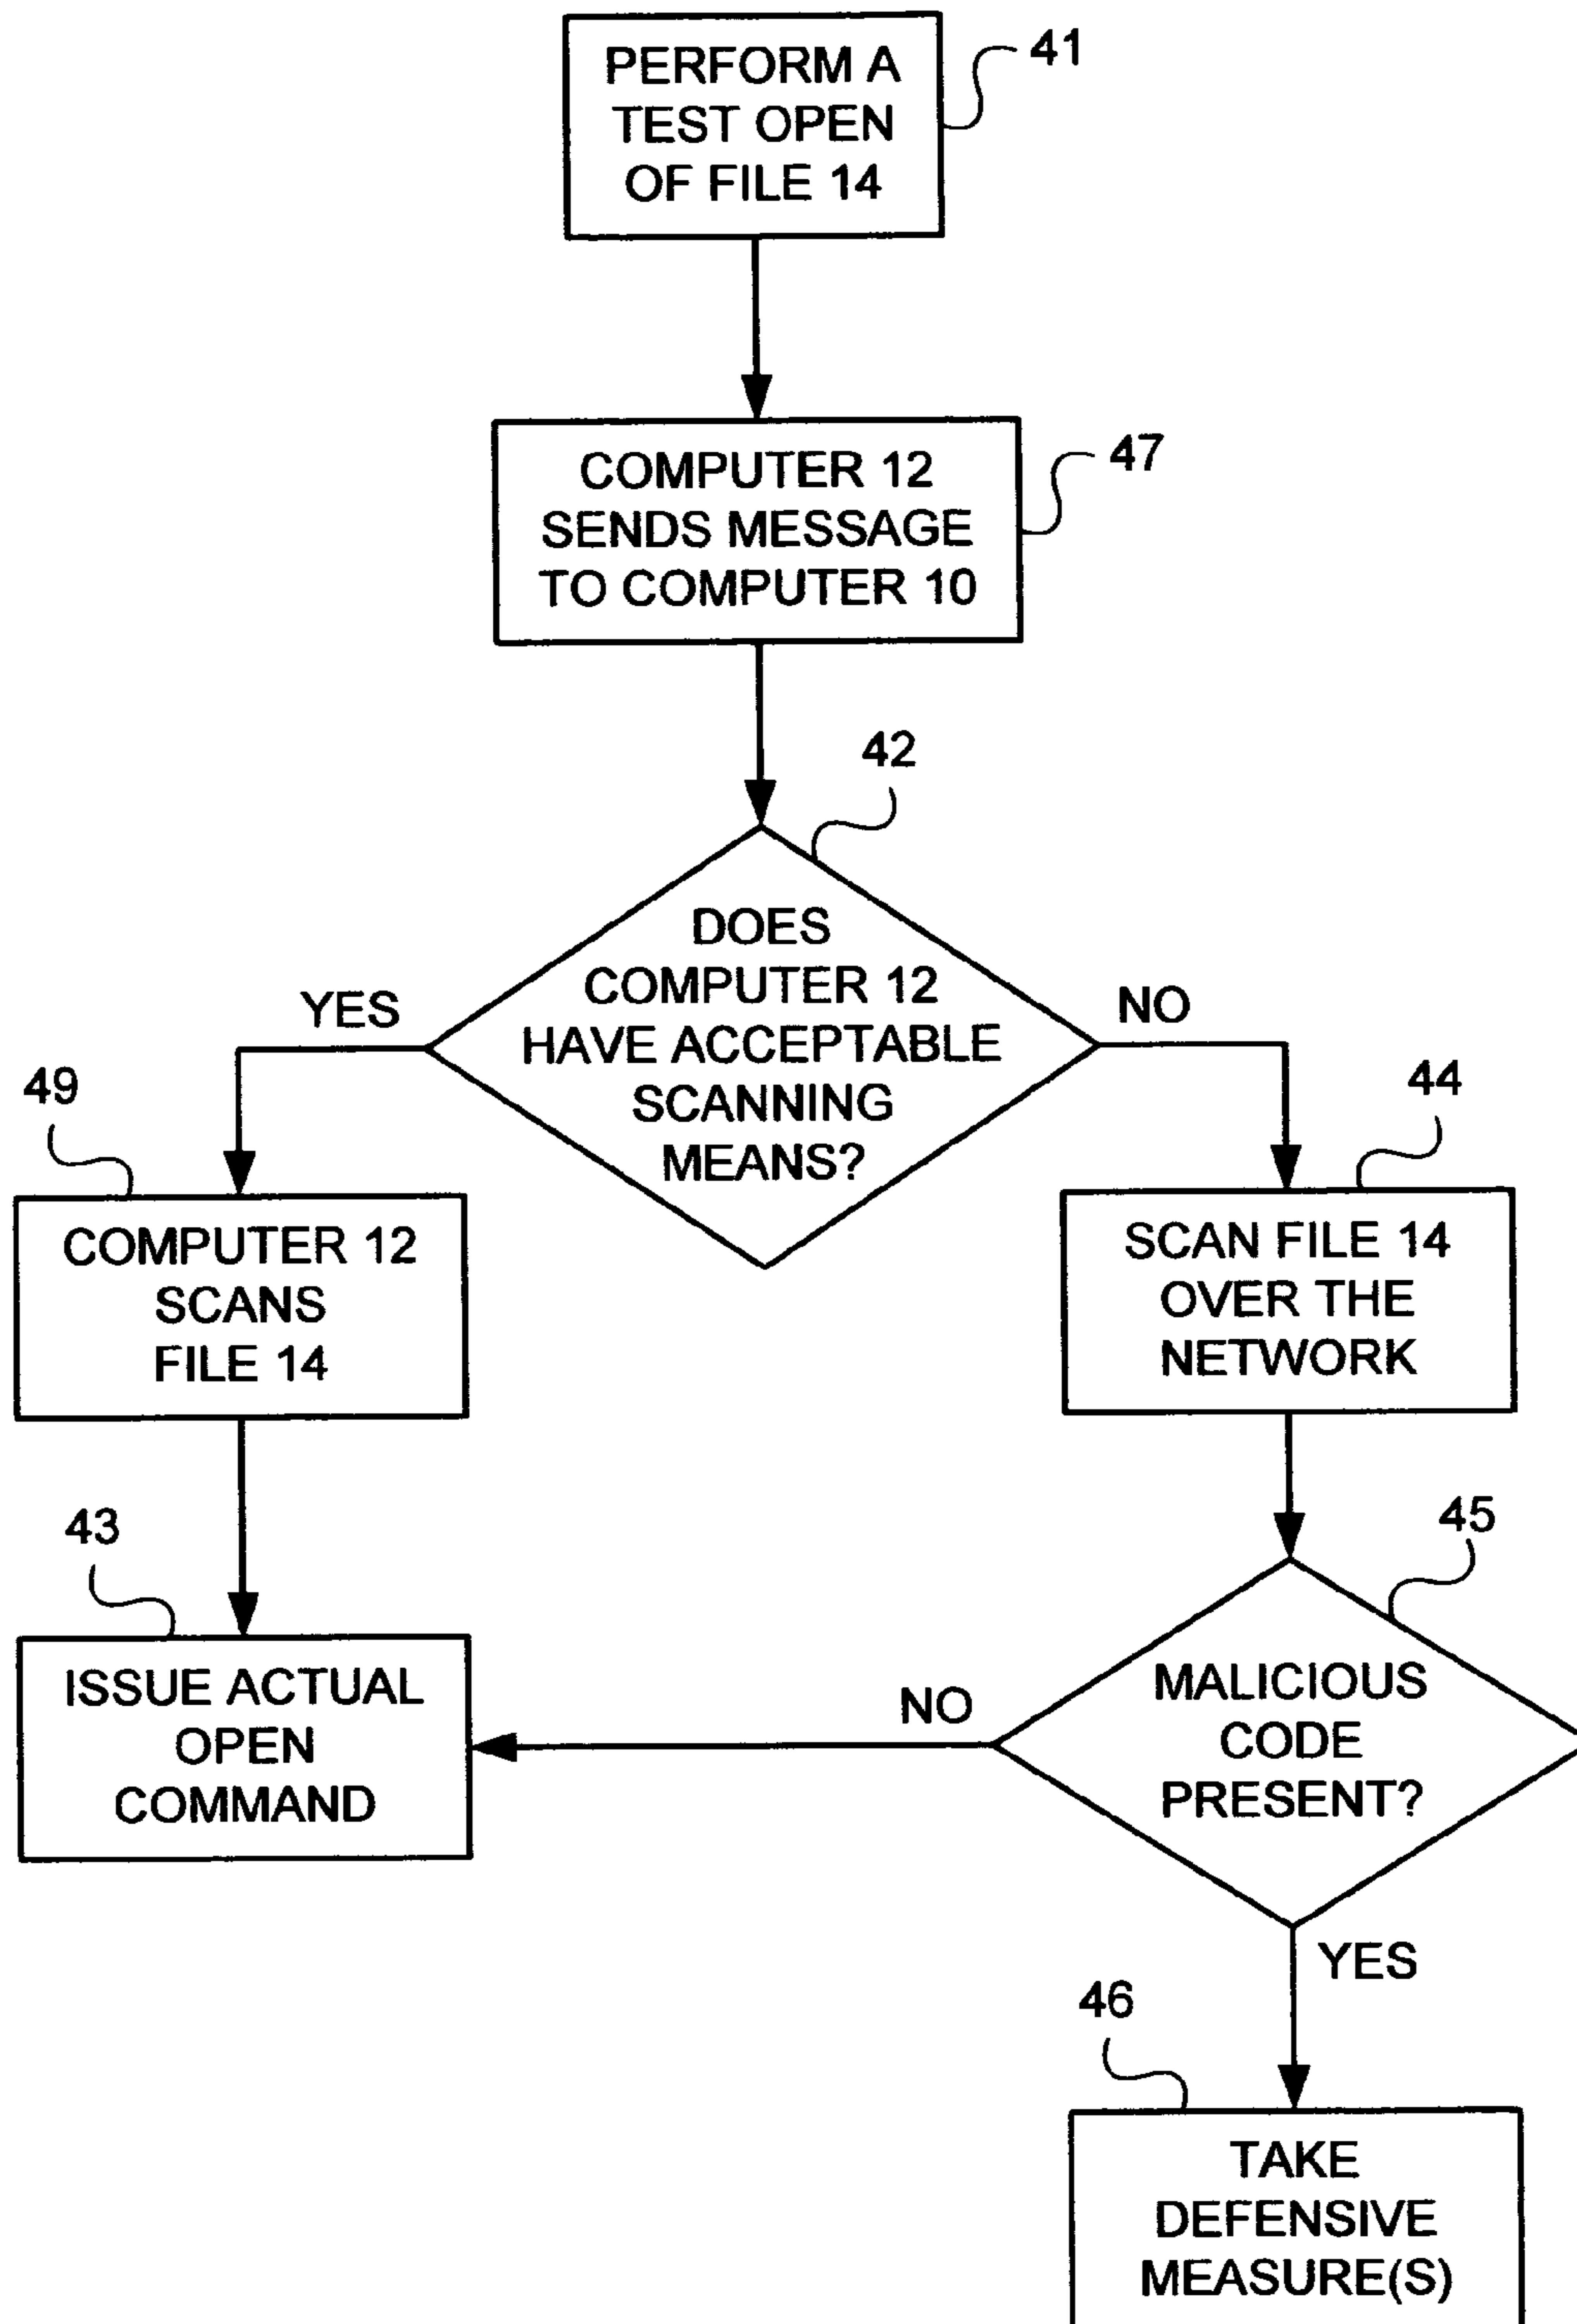 PERFORM A
TEST OPEN
OF FILE 14
41
COMPUTER 12
SENDS MESSAGE
TO COMPUTER 10
47
42
DOES
COMPUTER 12
HAVE ACCEPTABLE
SCANNING
MEANS?
YES
NO
49
COMPUTER 12
SCANS
FILE 14
44
SCAN FILE 14
OVER THE
NETWORK
43
ISSUE ACTUAL
OPEN
COMMAND
45
MALICIOUS
CODE
PRESENT?
NO
YES
46
TAKE
DEFENSIVE
MEASURE(S)